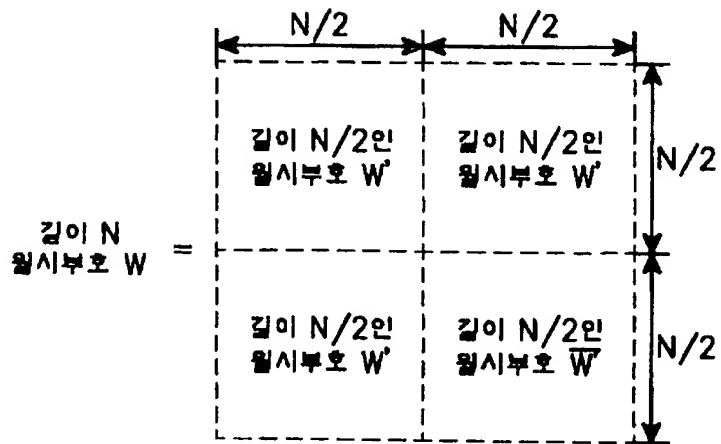 N/2 N/2
길이 N/2인 길이 N/2인
월시부호 W' 월시부호 W'
N/2
길이 N
월시부호 W =
길이 N/2인 길이 N/2인
월시부호 W' 월시부호 W̅'
N/2